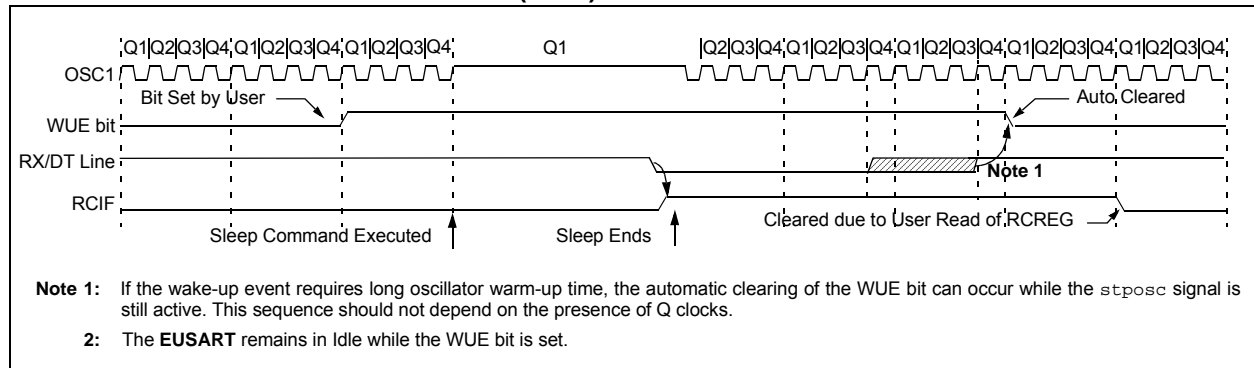 Q1 Q2 Q3 Q4 Q1 Q2 Q3 Q4 Q1 Q2 Q3 Q4 Q1 Q2 Q3 Q4 Q1 Q2 Q3 Q4 Q1 Q2 Q3 Q4 Q1 Q2 Q3 Q4 Q1 Q2 Q3 Q4
OSC1
Bit Set by User
Auto Cleared
WUE bit
RX/DT Line
Note 1
RCIF
Cleared due to User Read of RCREG
Sleep Command Executed
Sleep Ends
Note 1: If the wake-up event requires long oscillator warm-up time, the automatic clearing of the WUE bit can occur while the stposc signal is
still active. This sequence should not depend on the presence of Q clocks.
2: The EUSART remains in Idle while the WUE bit is set.